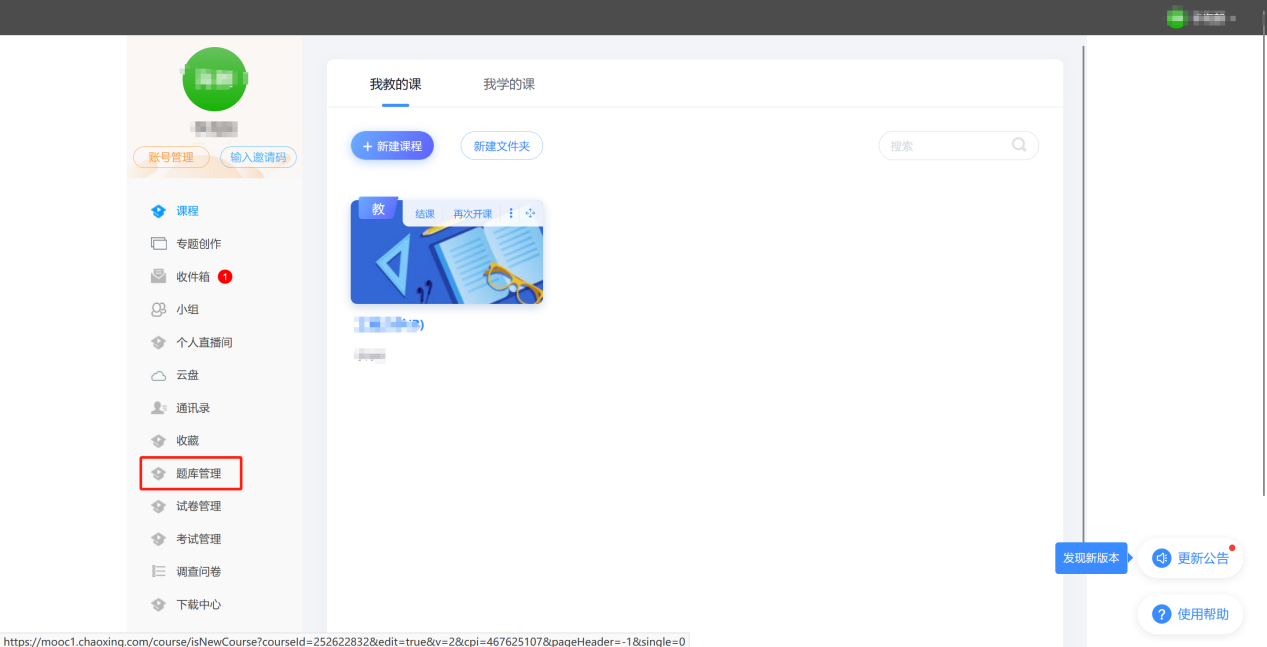 我教的课
我学的课
账号管理
输入邀请码
新建课程
新建文件夹
搜索
课程
专题创作
收件箱 1
小组
个人直播间
云盘
通讯录
收藏
题库管理
试卷管理
考试管理
调查问卷
下载中心
教
结课
再次开课
发现新版本
更新公告
使用帮助
https://mooc1.chaoxing.com/course/isNewCourse?courseId=252622832&edit=true&v=2&cpi=467625107&pageHeader=-1&single=0